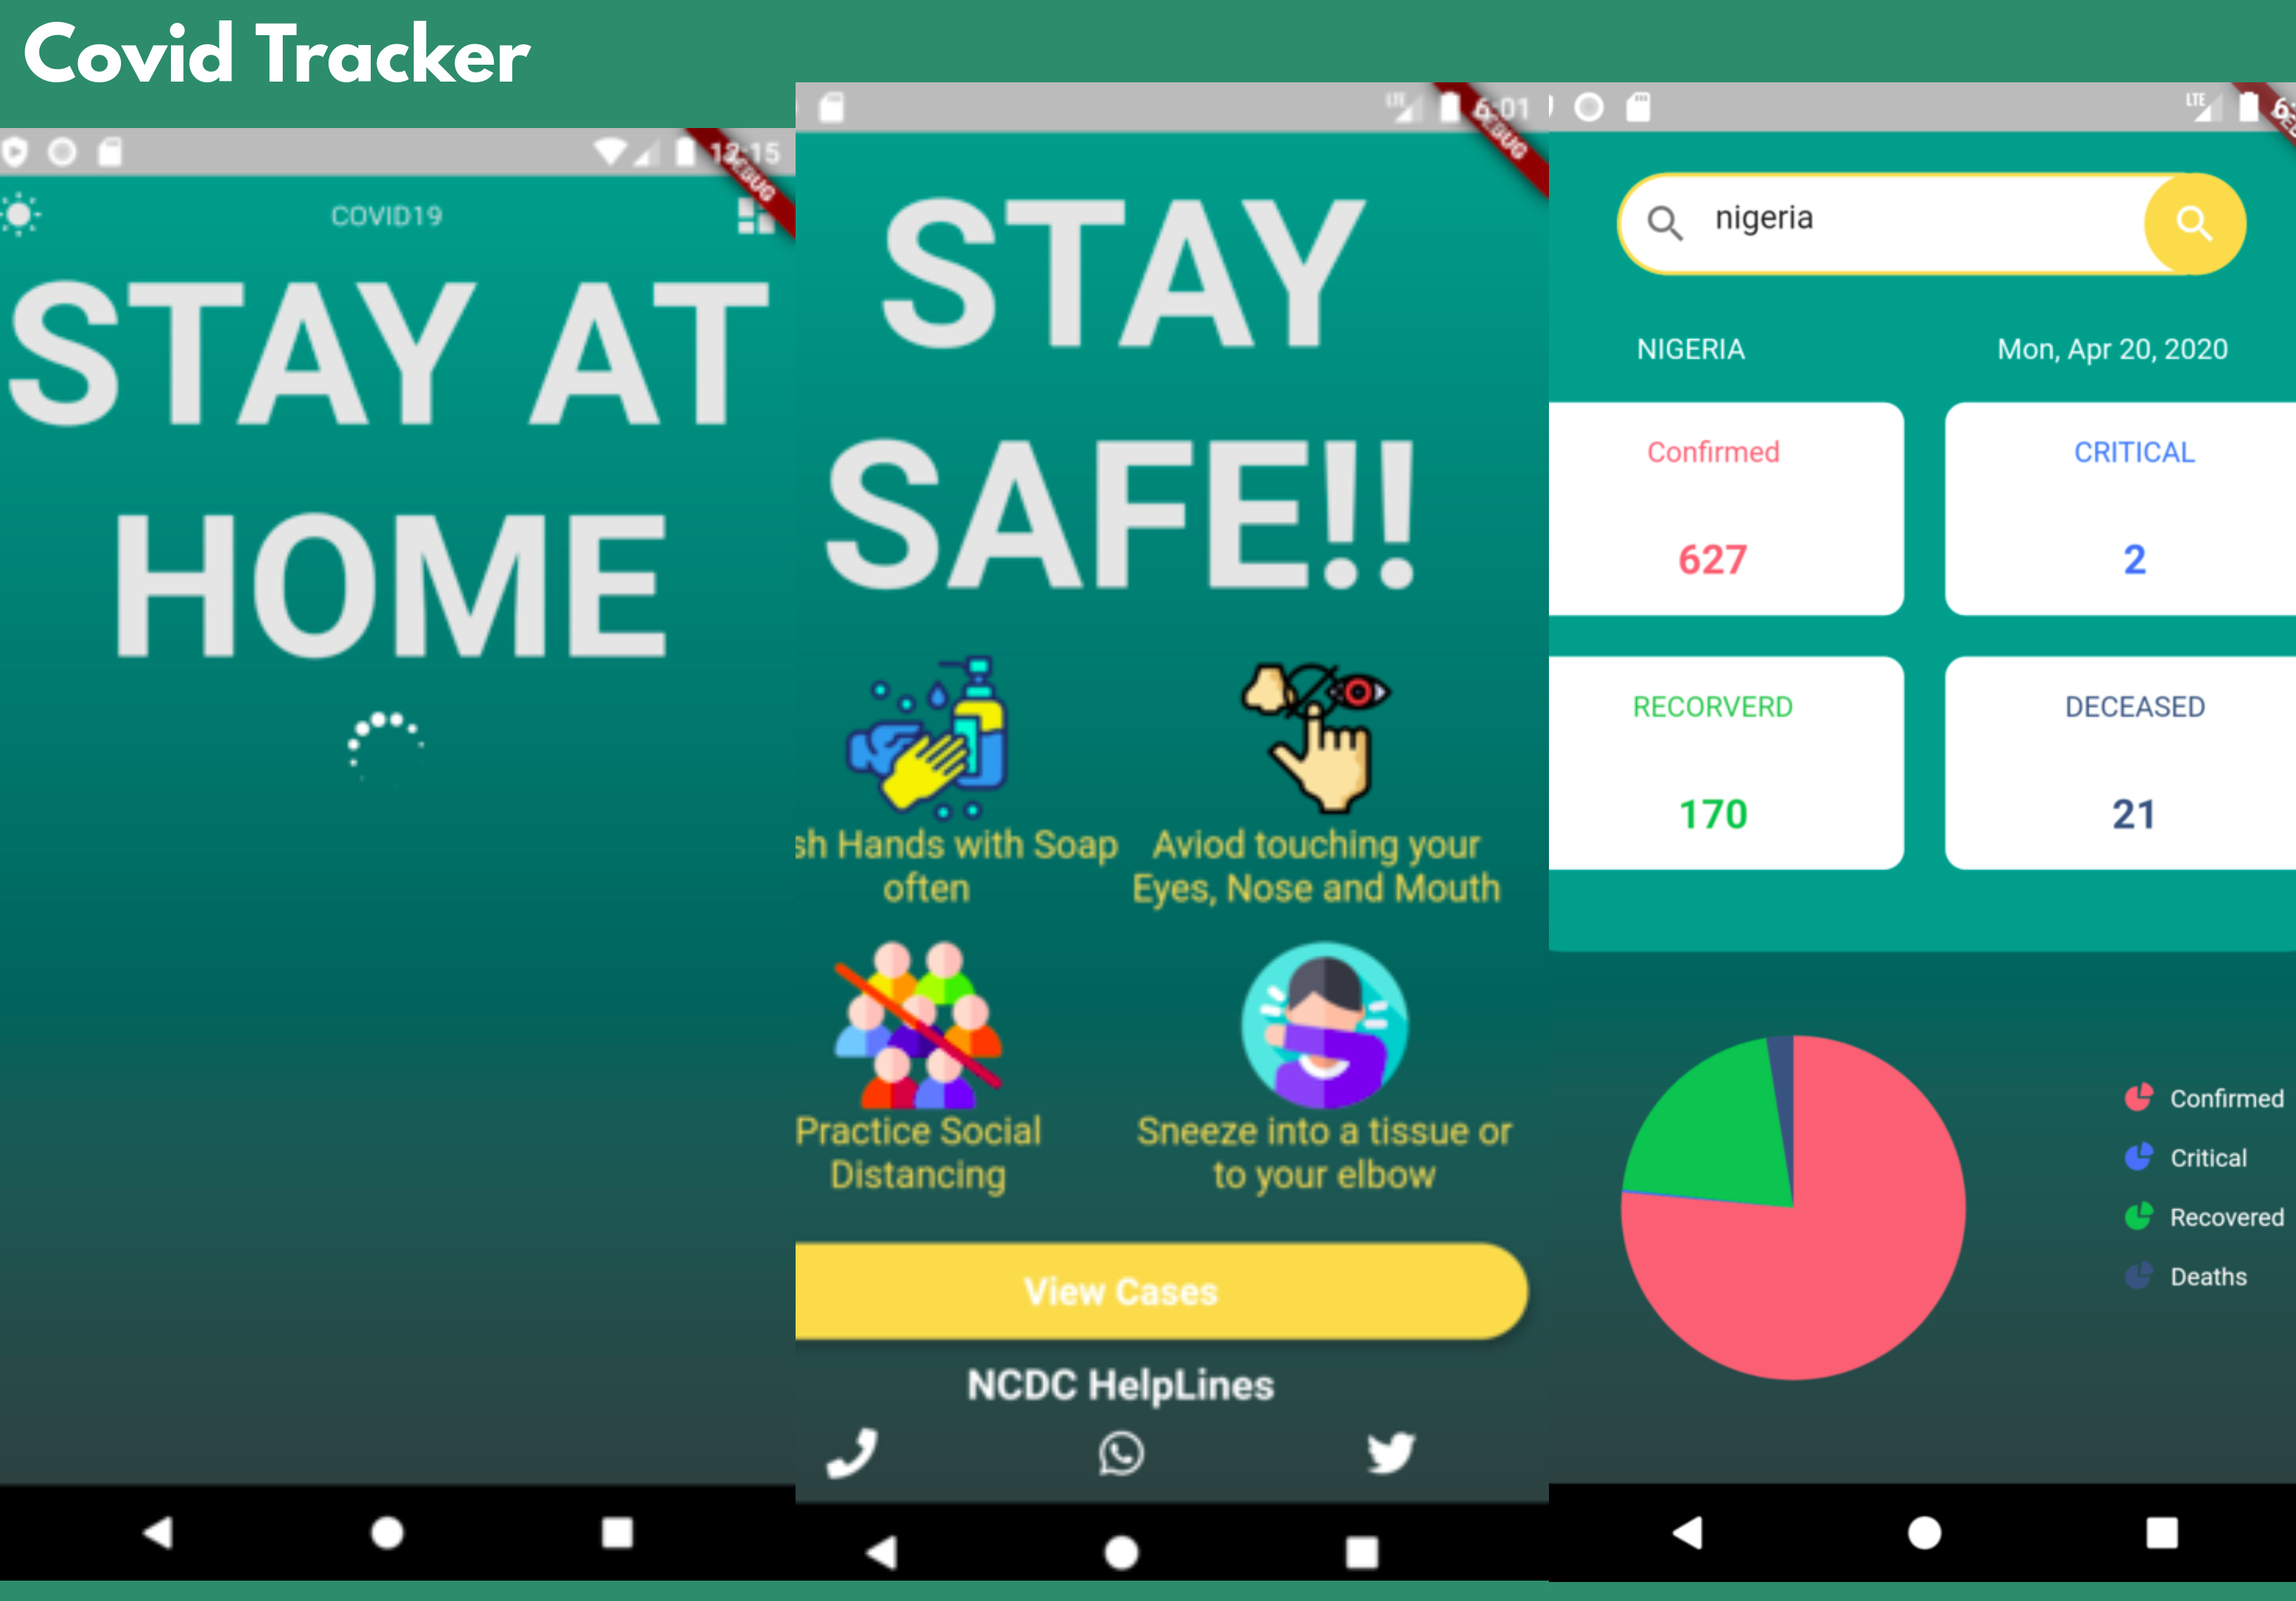 Covid Tracker
12:15
DEBUG
COVID19
STAY AT
HOME
LTE
6:01
DEBUG
STAY
SAFE!!
sh Hands with Soap
often
Aviod touching your
Eyes, Nose and Mouth
Practice Social
Distancing
Sneeze into a tissue or
to your elbow
View Cases
NCDC HelpLines
LTE
6:
nigeria
NIGERIA
Mon, Apr 20, 2020
Confirmed
627
CRITICAL
2
RECORVERD
170
DECEASED
21
Confirmed
Critical
Recovered
Deaths